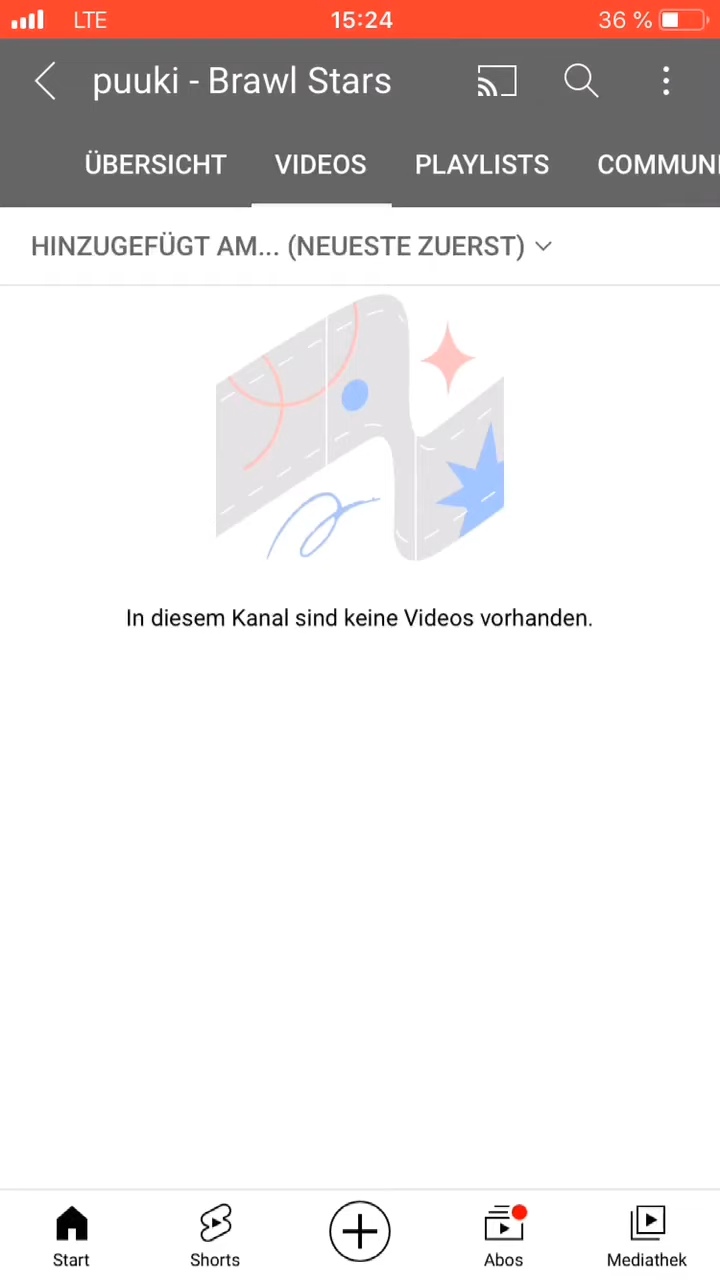 LTE
15:24
36 %
puuki - Brawl Stars
ÜBERSICHT VIDEOS PLAYLISTS COMMUNI
HINZUGEFÜGT AM... (NEUESTE ZUERST)
In diesem Kanal sind keine Videos vorhanden.
Start Shorts Abos Mediathek